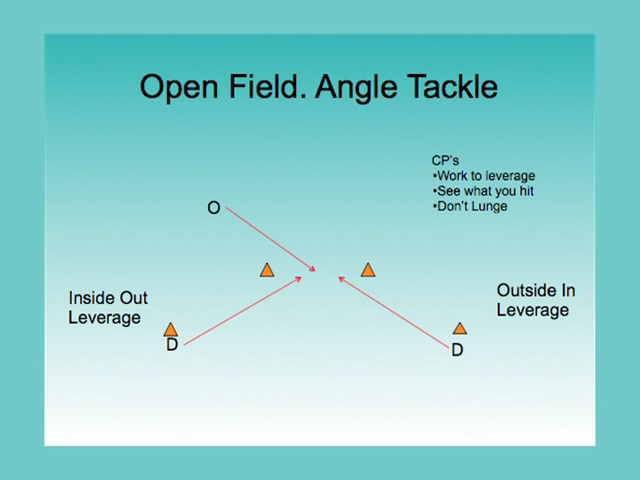 Open Field. Angle Tackle
CP's
•Work to leverage
•See what you hit
•Don't Lunge
O
Inside Out
Leverage
D
Outside In
Leverage
D